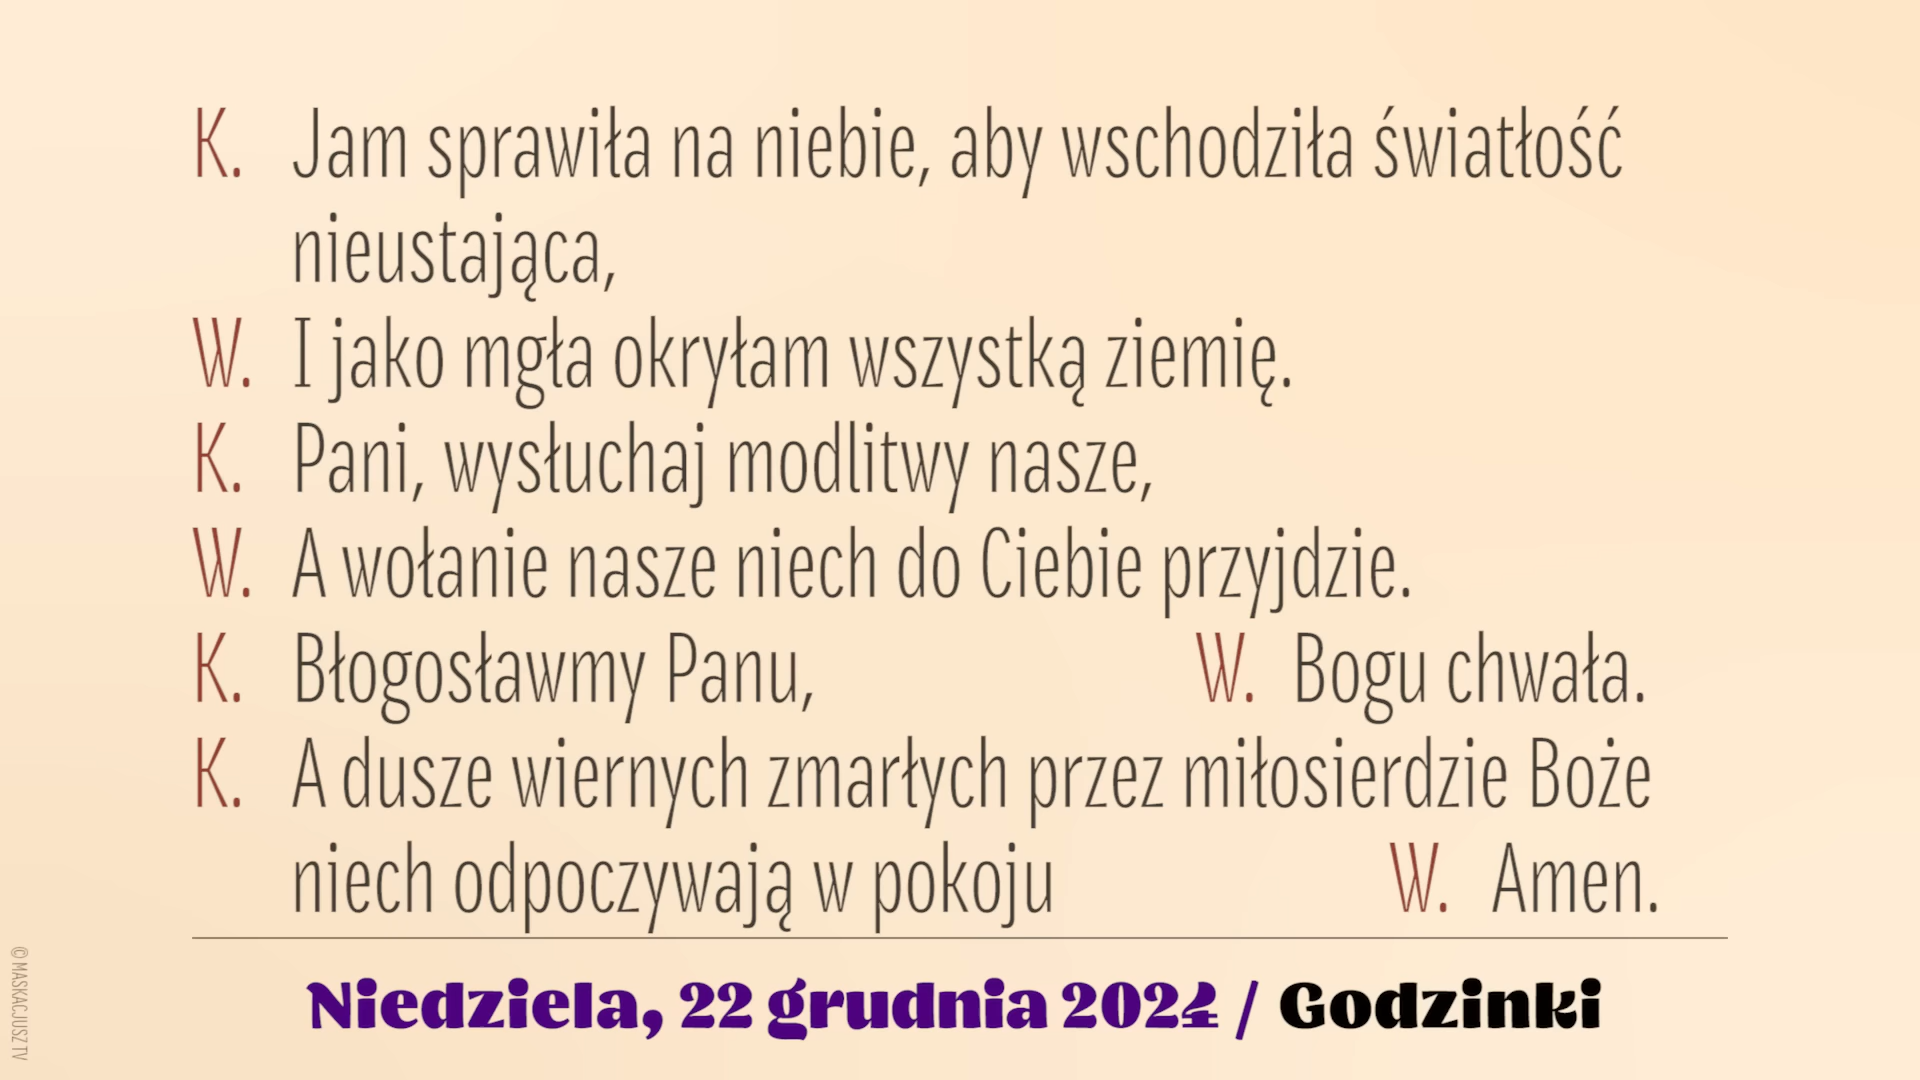 K. Jam sprawiła na niebie, aby wschodziła światłość
nieustająca,
W. I jako mgła okryłam wszystką ziemię.
K. Pani, wysłuchaj modlitwy nasze,
W. A wołanie nasze niech do Ciebie przyjdzie.
K. Błogosławmy Panu, W. Bogu chwała.
K. A dusze wiernych zmarłych przez miłosierdzie Boże
niech odpoczywają w pokoju W. Amen.
Niedziela, 22 grudnia 2024 / Godzinki
© MASKACJUSZ TV